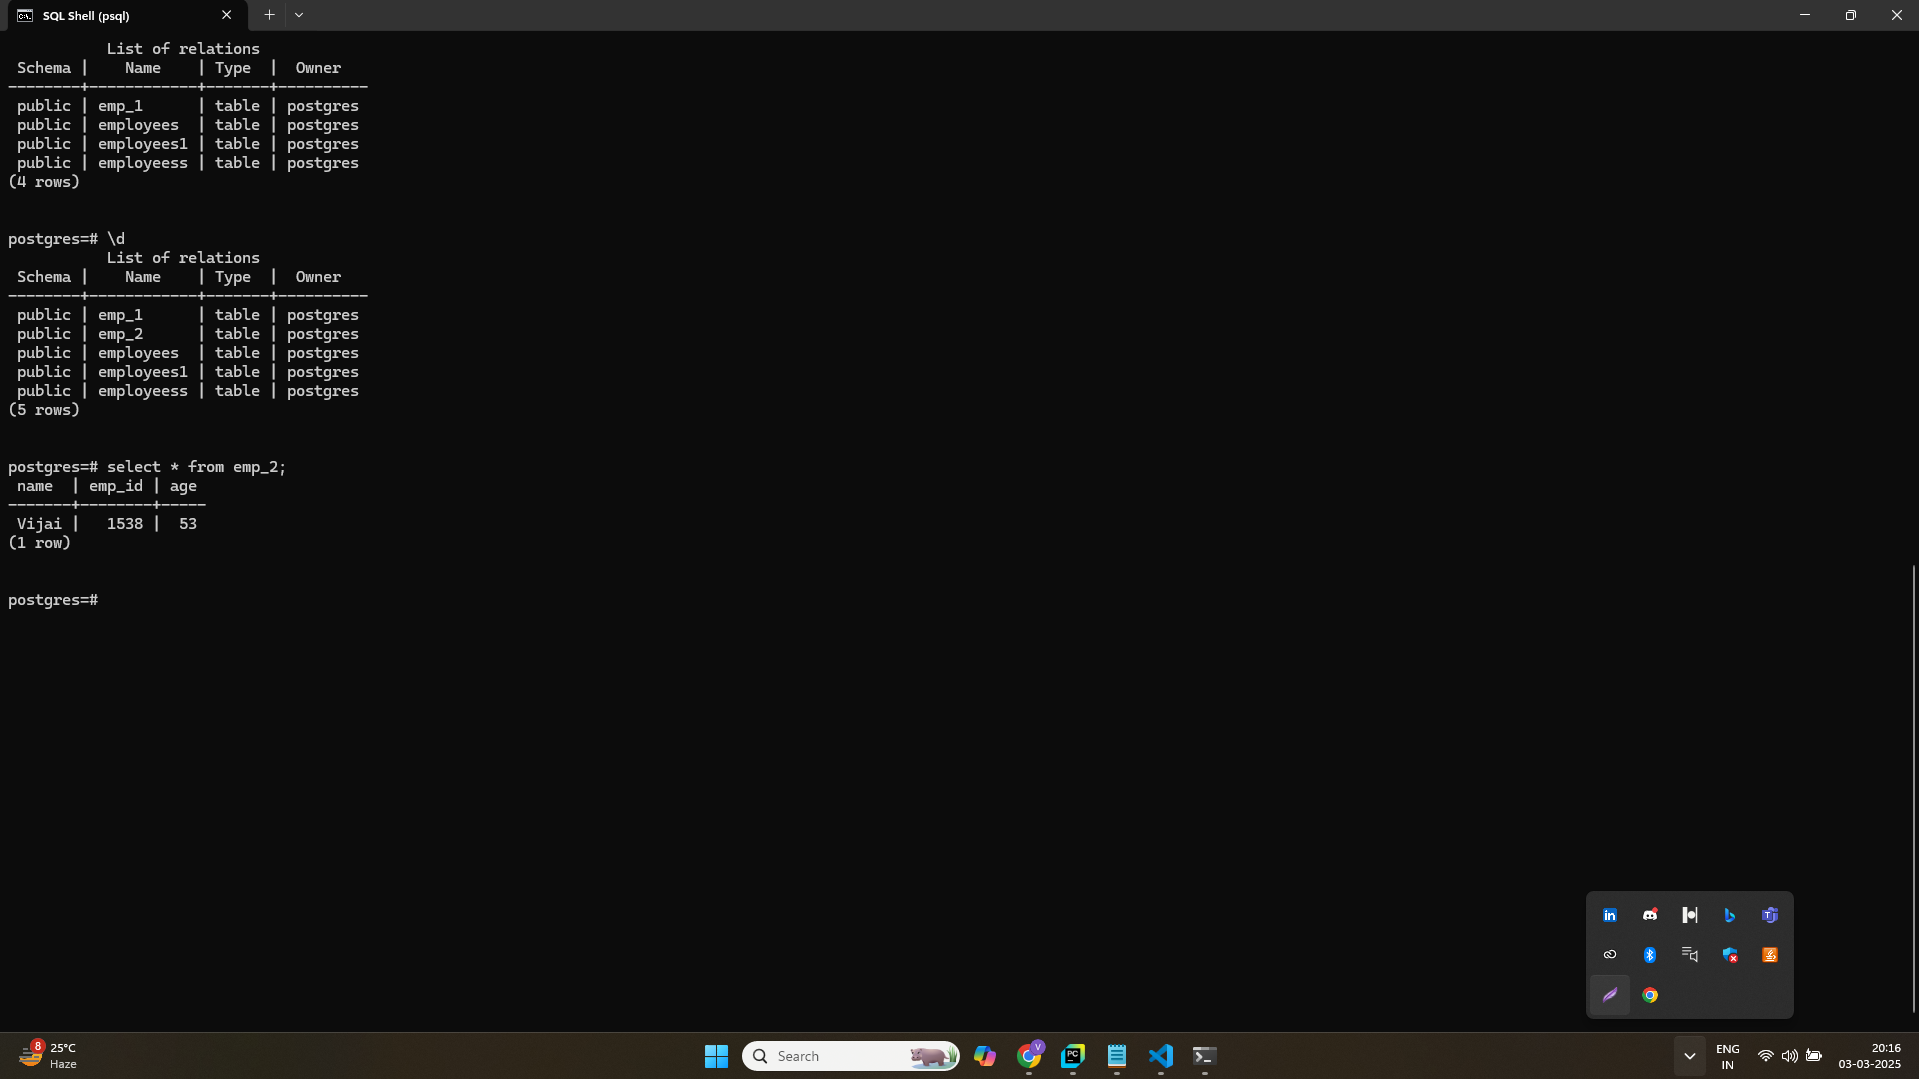 SQL Shell (psql)
List of relations
Schema | Name | Type | Owner
--------+------------+-------+----------
public | emp_1 | table | postgres
public | employees | table | postgres
public | employees1 | table | postgres
public | employeess | table | postgres
(4 rows)
postgres=# \d
List of relations
Schema | Name | Type | Owner
--------+------------+-------+----------
public | emp_1 | table | postgres
public | emp_2 | table | postgres
public | employees | table | postgres
public | employees1 | table | postgres
public | employeess | table | postgres
(5 rows)
postgres=# select * from emp_2;
name | emp_id | age
-------+--------+-----
Vijai | 1538 | 53
(1 row)
postgres=#
8
25°C
Haze
Search
V
PC
ENG
IN
20:16
03-03-2025
in
T